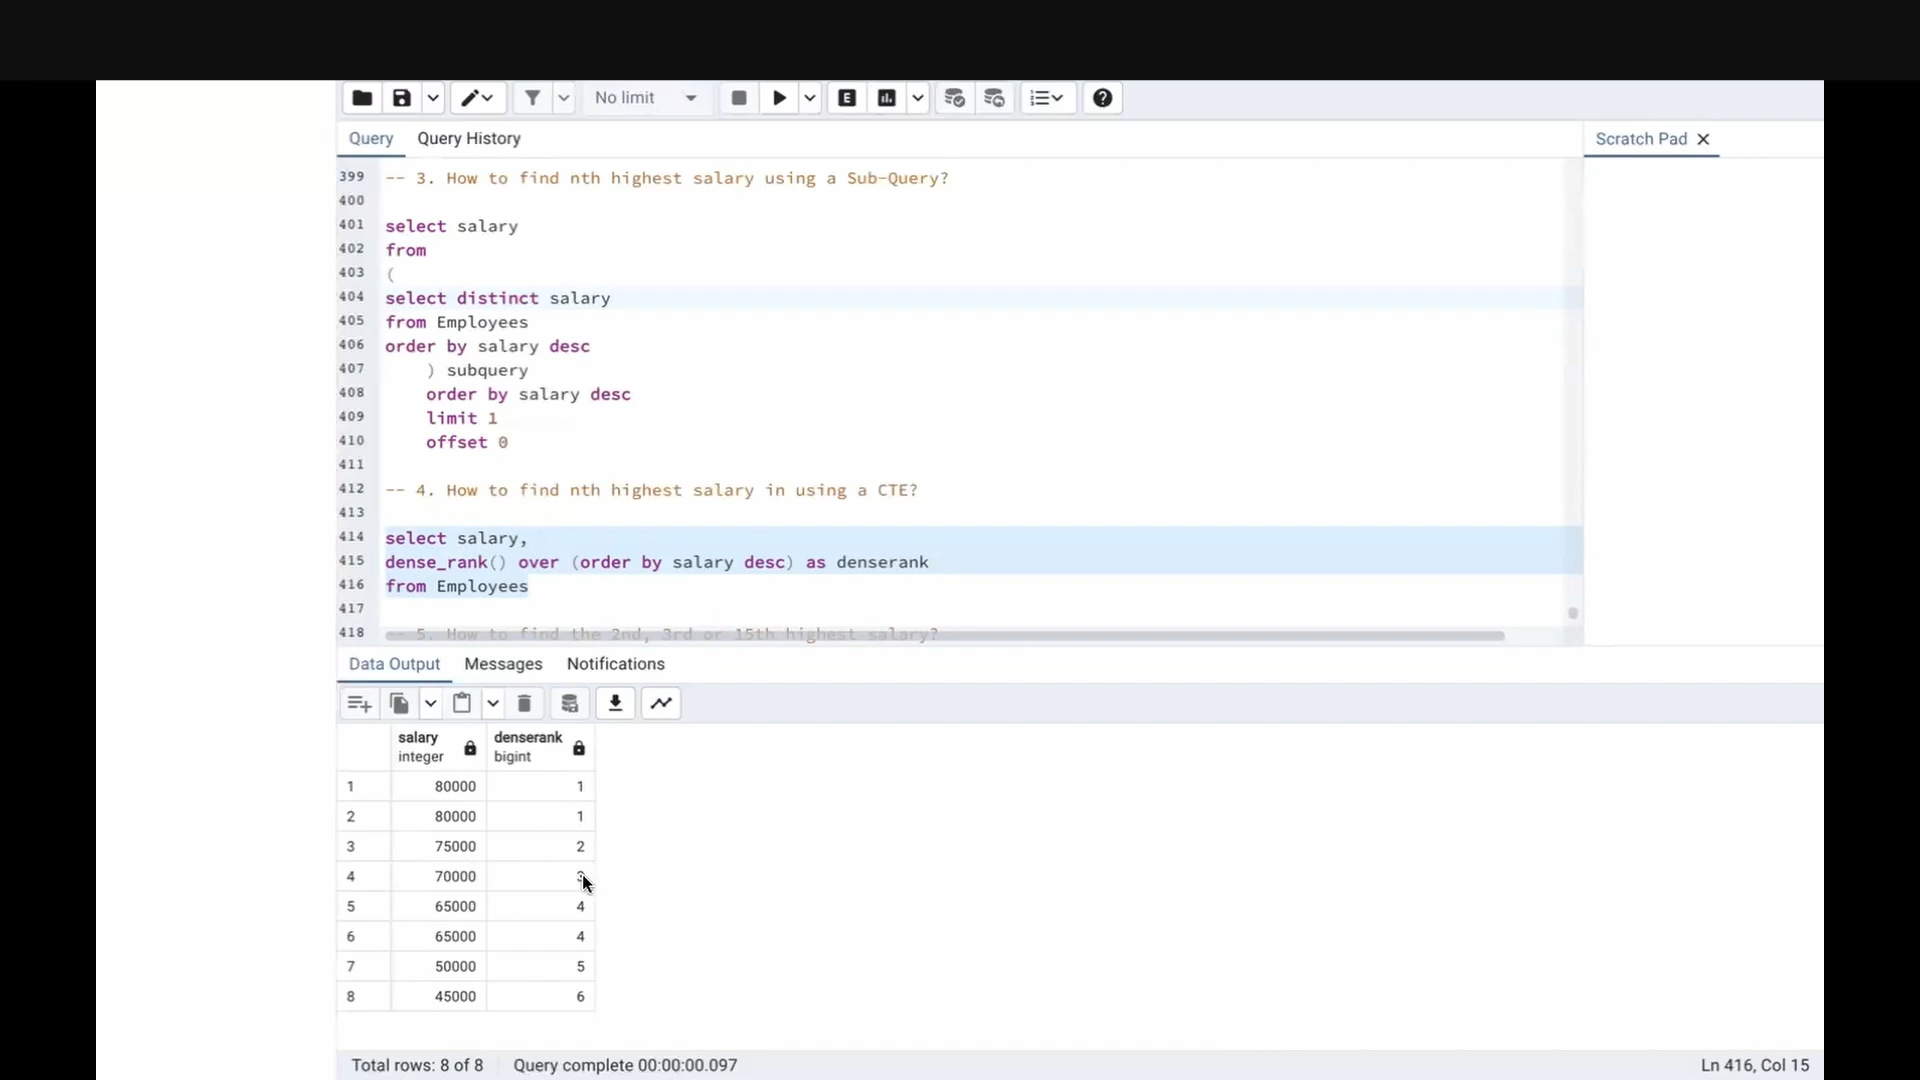 No limit
Query Query History Scratch Pad
399 -- 3. How to find nth highest salary using a Sub-Query?
400
401 select salary
402 from
403 (
404 select distinct salary
405 from Employees
406 order by salary desc
407 ) subquery
408 order by salary desc
409 limit 1
410 offset 0
411
412 -- 4. How to find nth highest salary in using a CTE?
413
414 select salary,
415 dense_rank() over (order by salary desc) as denserank
416 from Employees
417
418 -- 5. How to find the 2nd, 3rd or 15th highest salary?
Data Output Messages Notifications
salary denserank
integer bigint
1 80000 1
2 80000 1
3 75000 2
4 70000 3
5 65000 4
6 65000 4
7 50000 5
8 45000 6
Total rows: 8 of 8 Query complete 00:00:00.097 Ln 416, Col 15